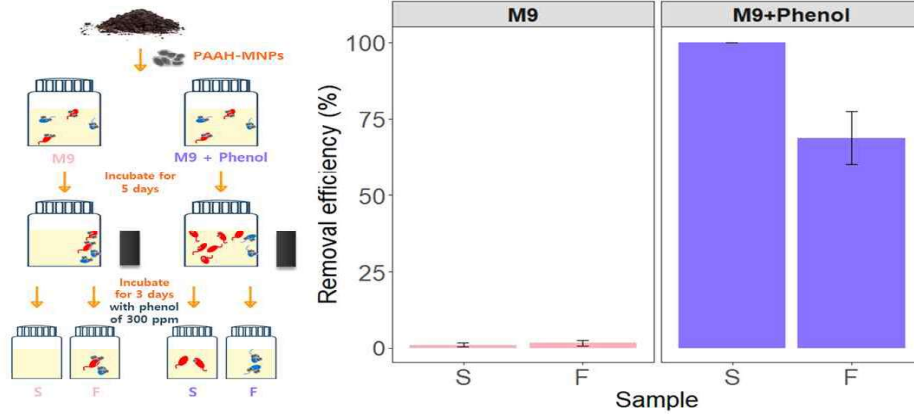 PAAH-MNPs
M9
M9 + Phenol
Incubate for
5 days
Incubate
for 3 days
with phenol
of 300 ppm
S
F
S
F
M9
M9+Phenol
Removal efficiency (%)
100
75
50
25
0
S
F
S
F
Sample